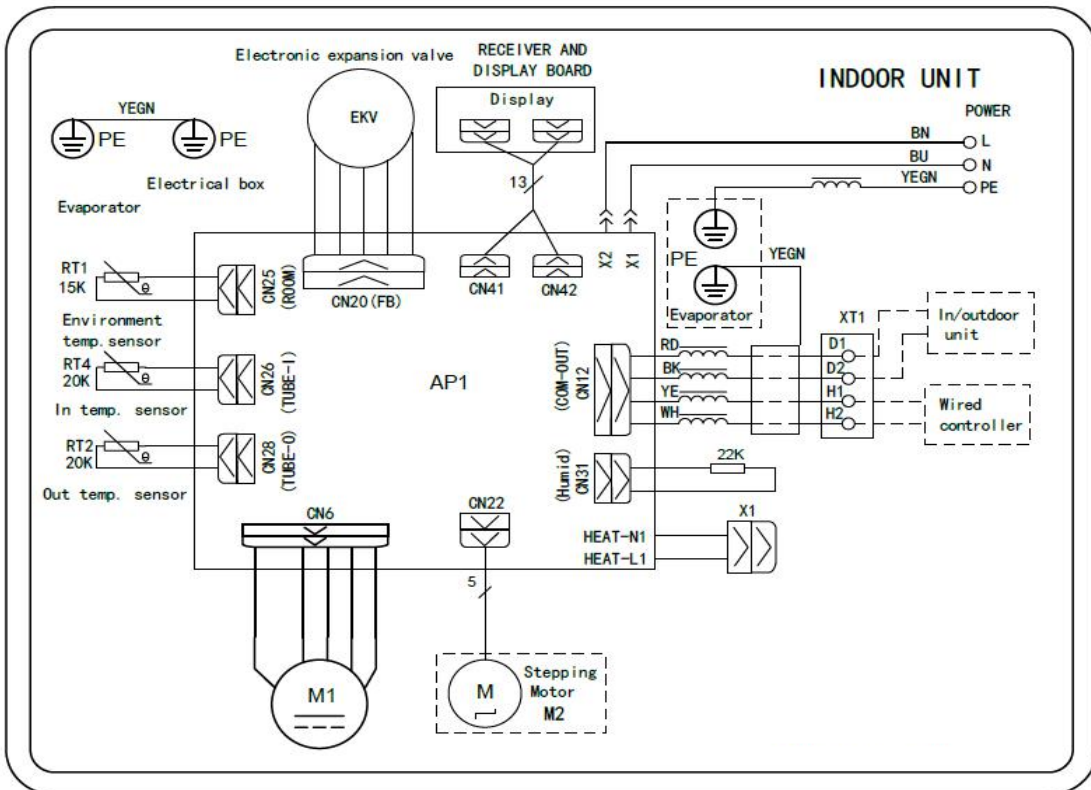 INDOOR UNIT
POWER
L
N
PE
BN
BU
YEGN
Electronic expansion valve
EKV
RECEIVER AND
DISPLAY BOARD
Display
13
YEGN
PE
PE
Electrical box
Evaporator
RT1
15K
θ
CN25
(ROOM)
Environment
temp.sensor
RT4
20K
θ
CN26
(TUBE-I)
In temp. sensor
RT2
20K
θ
CN28
(TUBE-O)
Out temp. sensor
CN20(FB)
CN41
CN42
X2
X1
PE
YEGN
Evaporator
AP1
(COM-OUT)
CN12
RD
BK
YE
WH
XT1
D1
D2
H1
H2
In/outdoor
unit
Wired
controller
(Humid)
CN31
22K
HEAT-N1
HEAT-L1
X1
CN6
M1
CN22
5
M
Stepping
Motor
M2